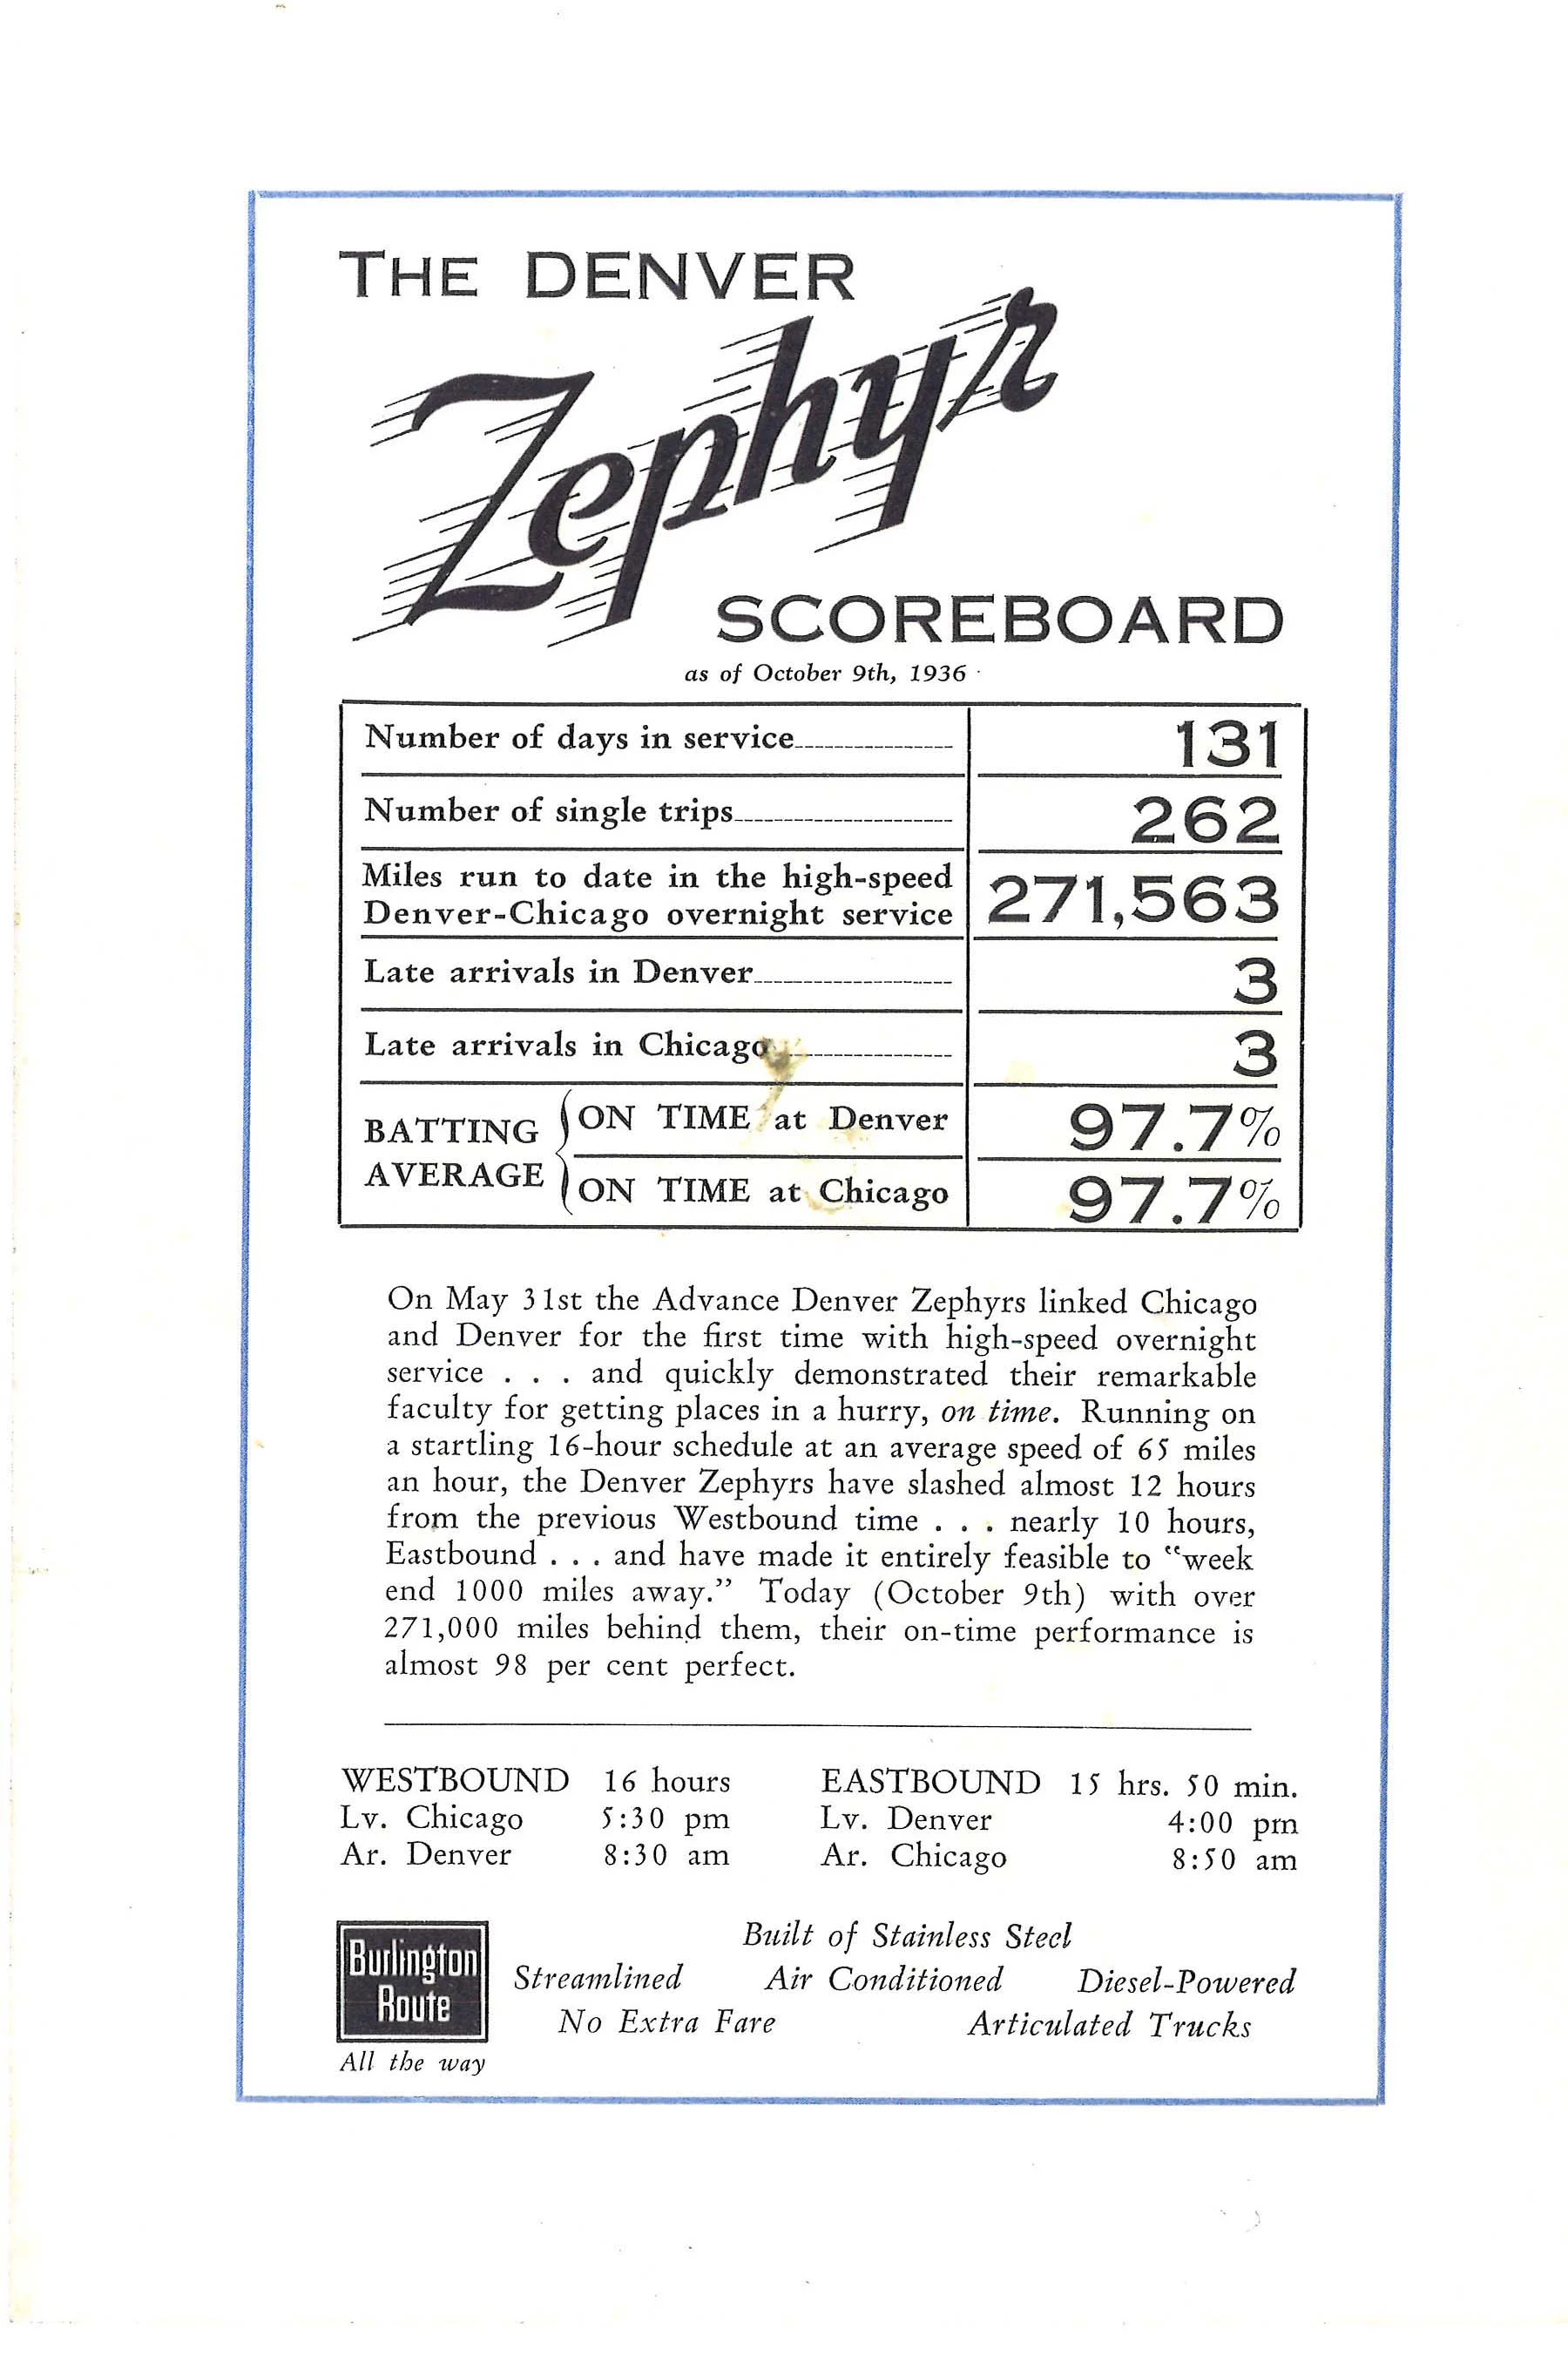 THE DENVER
Zephyr
SCOREBOARD
as of October 9th, 1936
Number of days in service 131
Number of single trips 262
Miles run to date in the high-speed
Denver-Chicago overnight service 271,563
Late arrivals in Denver 3
Late arrivals in Chicago 3
BATTING AVERAGE
ON TIME at Denver 97.7%
ON TIME at Chicago 97.7%
On May 31st the Advance Denver Zephyrs linked Chicago
and Denver for the first time with high-speed overnight
service . . . and quickly demonstrated their remarkable
faculty for getting places in a hurry, on time. Running on
a startling 16-hour schedule at an average speed of 65 miles
an hour, the Denver Zephyrs have slashed almost 12 hours
from the previous Westbound time . . . nearly 10 hours,
Eastbound . . . and have made it entirely feasible to “week
end 1000 miles away.” Today (October 9th) with over
271,000 miles behind them, their on-time performance is
almost 98 per cent perfect.
WESTBOUND 16 hours
Lv. Chicago 5:30 pm
Ar. Denver 8:30 am
EASTBOUND 15 hrs. 50 min.
Lv. Denver 4:00 pm
Ar. Chicago 8:50 am
Burlington
Route
All the way
Built of Stainless Steel
Streamlined Air Conditioned Diesel-Powered
No Extra Fare Articulated Trucks